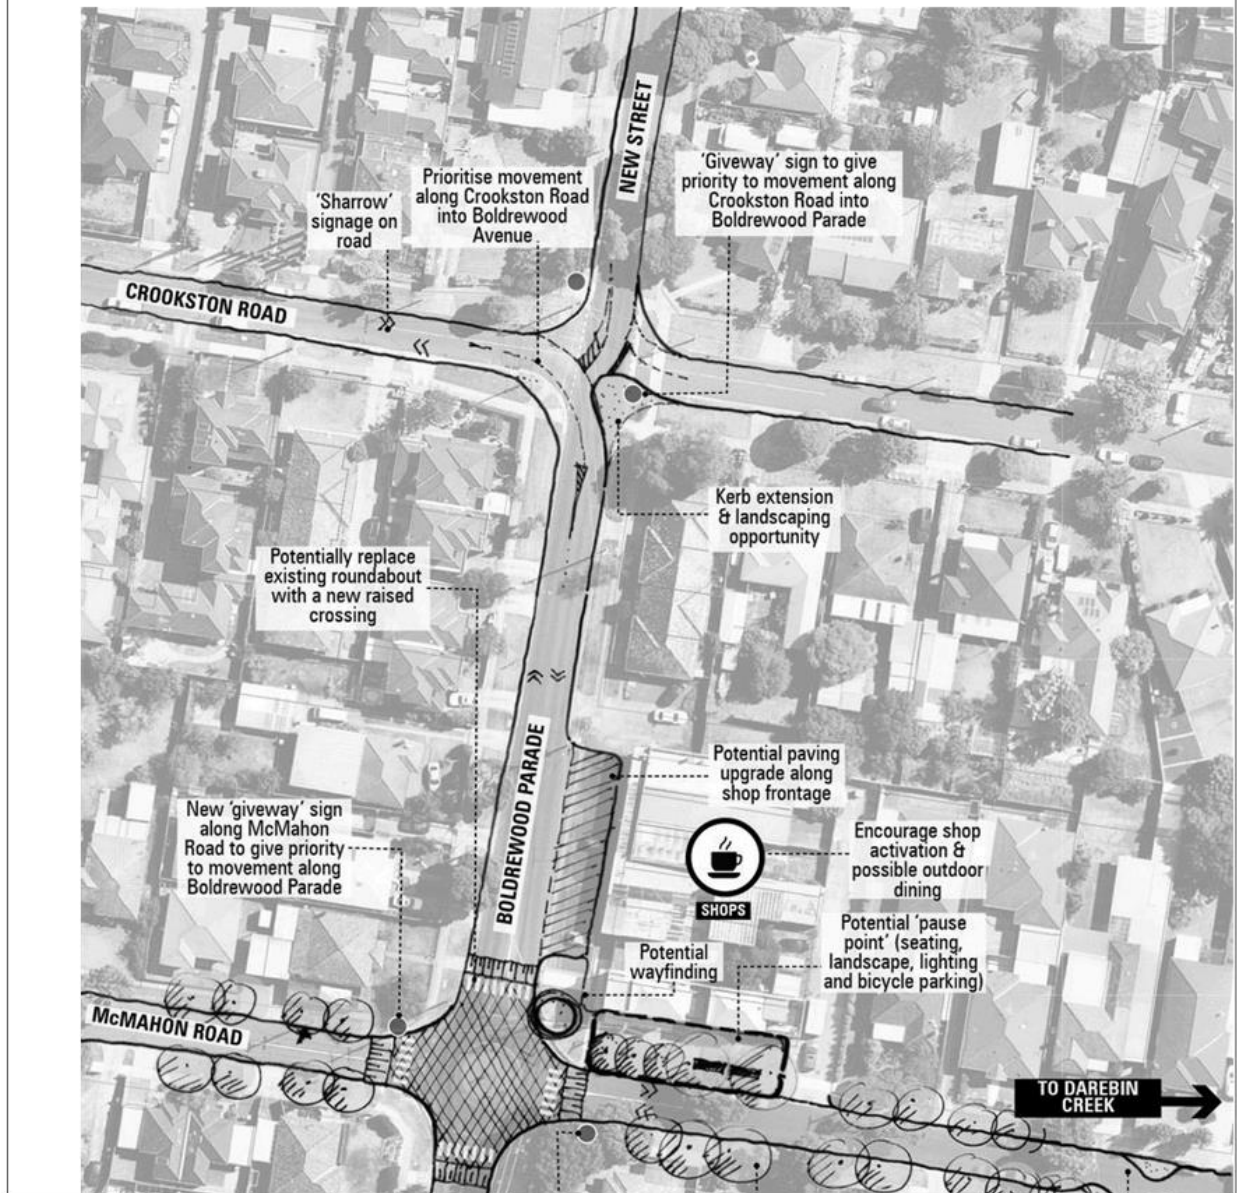 NEW STREET
'Giveway' sign to give
priority to movement along
Crookston Road into
Boldrewood Parade
Prioritise movement
along Crookston Road
into Boldrewood
Avenue
'Sharrow'
signage on
road
CROOKSTON ROAD
Kerb extension
& landscaping
opportunity
Potentially replace
existing roundabout
with a new raised
crossing
BOLDREWOOD PARADE
Potential paving
upgrade along
shop frontage
New 'giveway' sign
along McMahon
Road to give priority
to movement along
Boldrewood Parade
Encourage shop
activation &
possible outdoor
dining
SHOPS
Potential 'pause
point' (seating,
landscape, lighting
and bicycle parking)
Potential
wayfinding
McMAHON ROAD
TO DAREBIN
CREEK